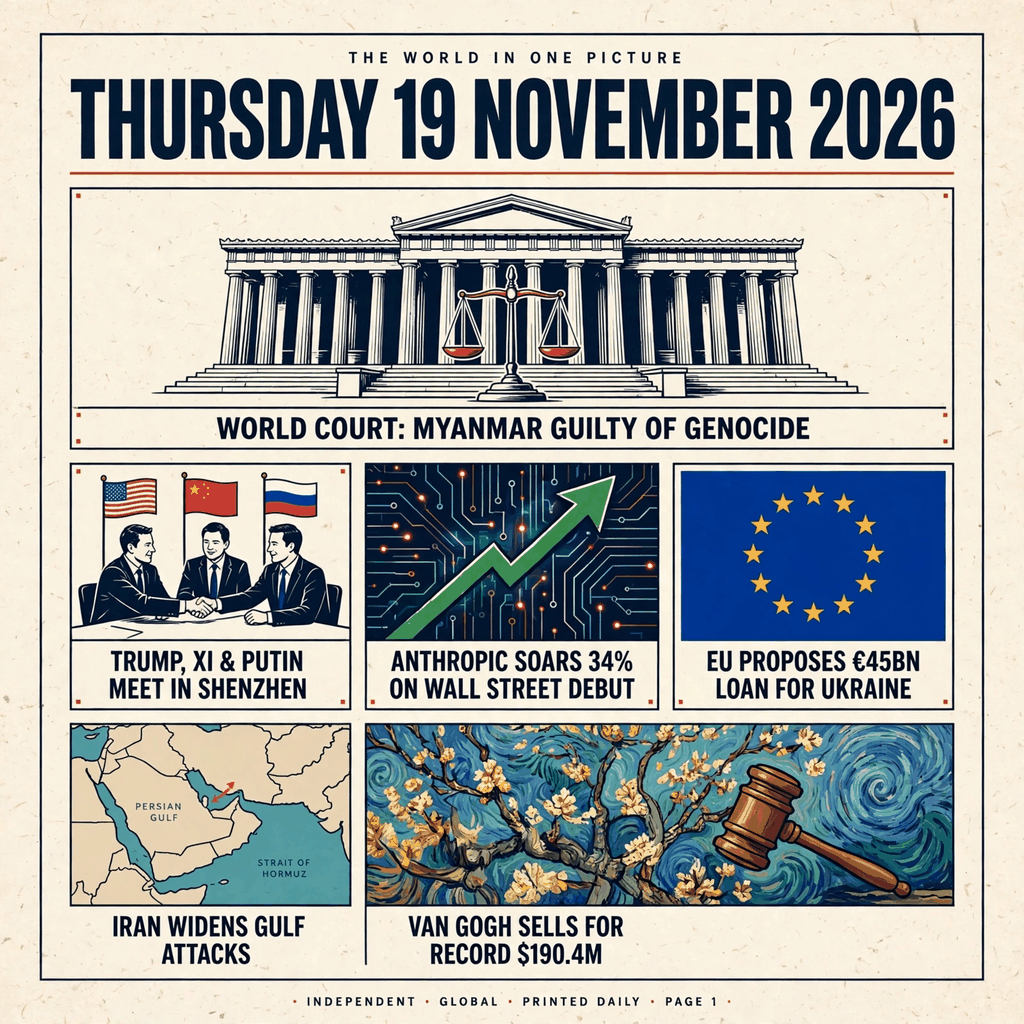 THE WORLD IN ONE PICTURE
THURSDAY 19 NOVEMBER 2026
WORLD COURT: MYANMAR GUILTY OF GENOCIDE
TRUMP, XI & PUTIN
MEET IN SHENZHEN
ANTHROPIC SOARS 34%
ON WALL STREET DEBUT
EU PROPOSES €45BN
LOAN FOR UKRAINE
PERSIAN
GULF
STRAIT OF
HORMUZ
IRAN WIDENS GULF
ATTACKS
VAN GOGH SELLS FOR
RECORD $190.4M
• INDEPENDENT • GLOBAL • PRINTED DAILY • PAGE 1 •